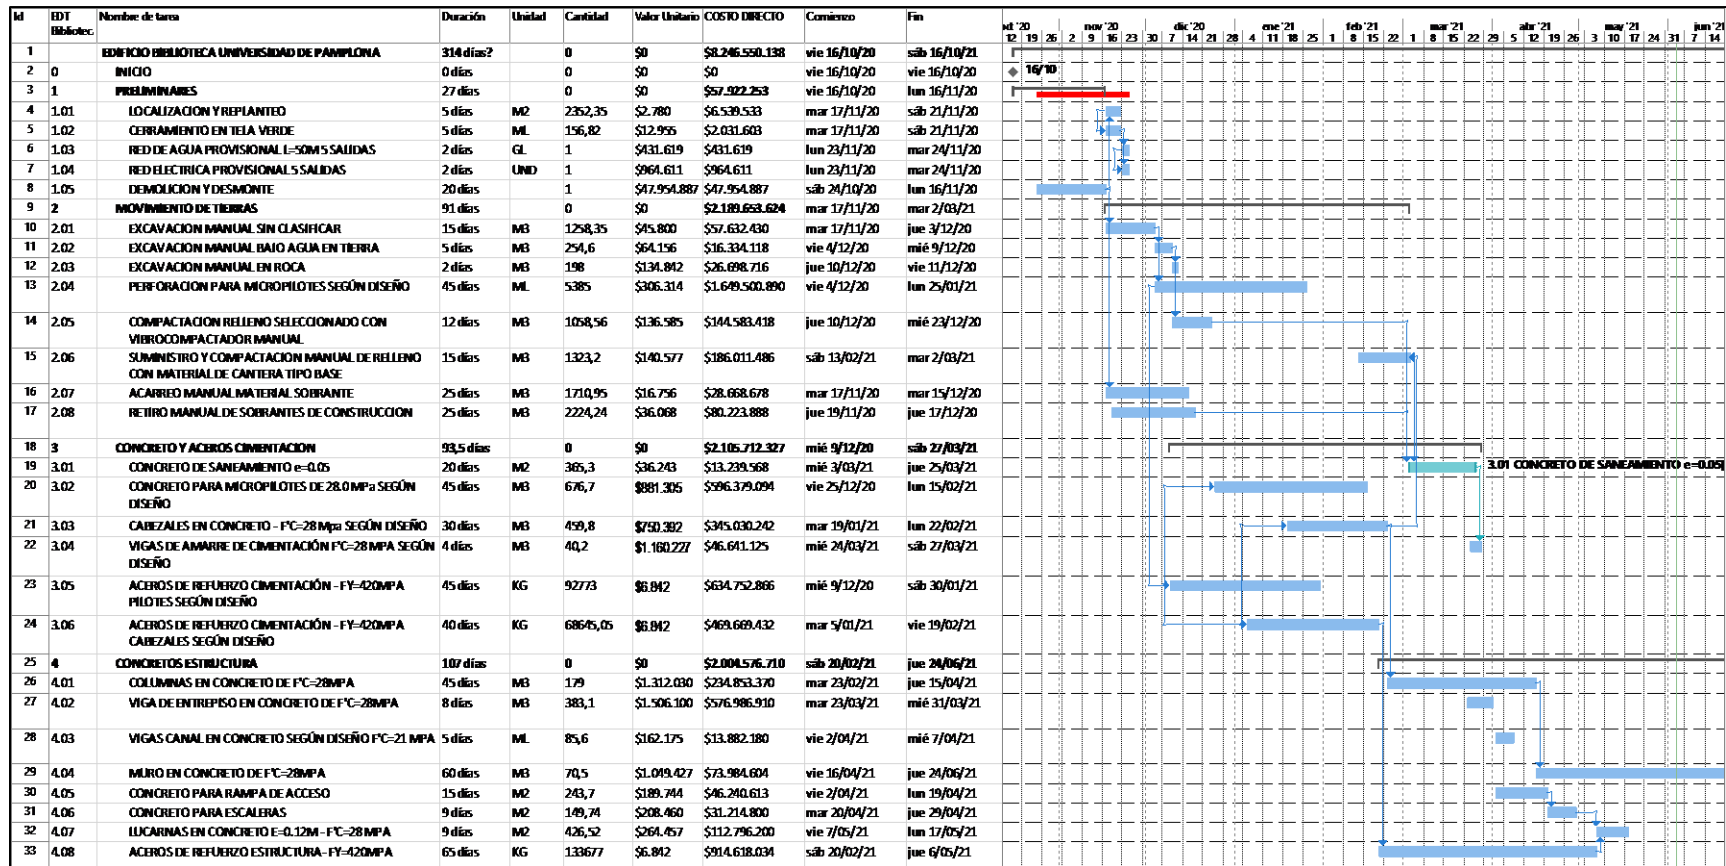 Id EDT Bibliotec. Nombre de tarea Duración Unidad Cantidad Valor Unitario COSTO DIRECTO Comienzo Fin
oct '20 nov '20 dic '20 ene '21 feb '21 mar '21 abr '21 may '21 jun '21
12 19 26 2 9 16 23 30 7 14 21 28 4 11 18 25 1 8 15 22 1 8 15 22 29 5 12 19 26 3 10 17 24 31 7 14
1 EDIFICIO BIBLIOTECA UNIVERSIDAD DE PAMPLONA 314 días? 0 $0 $8.246.550.138 vie 16/10/20 sáb 16/10/21
2 0 INICIO 0 días 0 $0 $0 vie 16/10/20 vie 16/10/20 16/10
3 1 PRELIMINARES 27 días 0 $0 $57.922.253 vie 16/10/20 lun 16/11/20
4 1.01 LOCALIZACION Y REPLANTEO 5 días M2 2352,35 $2.780 $6.539.533 mar 17/11/20 sáb 21/11/20
5 1.02 CERRAMIENTO EN TELA VERDE 5 días ML 156,82 $12.955 $2.031.603 mar 17/11/20 sáb 21/11/20
6 1.03 RED DE AGUA PROVISIONAL L=50M 5 SALIDAS 2 días GL 1 $431.619 $431.619 lun 23/11/20 mar 24/11/20
7 1.04 RED ELECTRICA PROVISIONAL 5 SALIDAS 2 días UND 1 $964.611 $964.611 lun 23/11/20 mar 24/11/20
8 1.05 DEMOLICION Y DESMONTE 20 días 1 $47.954.887 $47.954.887 sáb 24/10/20 lun 16/11/20
9 2 MOVIMIENTO DE TIERRAS 91 días 0 $0 $2.189.653.624 mar 17/11/20 mar 2/03/21
10 2.01 EXCAVACION MANUAL SIN CLASIFICAR 15 días M3 1258,35 $45.800 $57.632.430 mar 17/11/20 jue 3/12/20
11 2.02 EXCAVACION MANUAL BAJO AGUA EN TIERRA 5 días M3 254,6 $64.156 $16.334.118 vie 4/12/20 mié 9/12/20
12 2.03 EXCAVACION MANUAL EN ROCA 2 días M3 198 $134.842 $26.698.716 jue 10/12/20 vie 11/12/20
13 2.04 PERFORACION PARA MICROPILOTES SEGÚN DISEÑO 45 días ML 5385 $306.314 $1.649.500.890 vie 4/12/20 lun 25/01/21
14 2.05 COMPACTACION RELLENO SELECCIONADO CON 12 días M3 1058,56 $136.585 $144.583.418 jue 10/12/20 mié 23/12/20
VIBROCOMPACTADOR MANUAL
15 2.06 SUMINISTRO Y COMPACTACION MANUAL DE RELLENO 15 días M3 1323,2 $140.577 $186.011.486 sáb 13/02/21 mar 2/03/21
CON MATERIAL DE CANTERA TIPO BASE
16 2.07 ACARREO MANUAL MATERIAL SOBRANTE 25 días M3 1710,95 $16.756 $28.668.678 mar 17/11/20 mar 15/12/20
17 2.08 RETIRO MANUAL DE SOBRANTES DE CONSTRUCCION 25 días M3 2224,24 $36.068 $80.223.888 jue 19/11/20 jue 17/12/20
18 3 CONCRETO Y ACEROS CIMENTACION 93,5 días 0 $0 $2.105.712.327 mié 9/12/20 sáb 27/03/21
19 3.01 CONCRETO DE SANEAMIENTO e=0.05 20 días M2 365,3 $36.243 $13.239.568 mié 3/03/21 jue 25/03/21 3.01 CONCRETO DE SANEAMIENTO e=0.05
20 3.02 CONCRETO PARA MICROPILOTES DE 28.0 MPa SEGÚN 45 días M3 676,7 $881.305 $596.379.094 vie 25/12/20 lun 15/02/21
DISEÑO
21 3.03 CABEZALES EN CONCRETO - F'C=28 Mpa SEGÚN DISEÑO 30 días M3 459,8 $750.392 $345.030.242 mar 19/01/21 lun 22/02/21
22 3.04 VIGAS DE AMARRE DE CIMENTACIÓN F'C=28 MPA SEGÚN 4 días M3 40,2 $1.160.227 $46.641.125 mié 24/03/21 sáb 27/03/21
DISEÑO
23 3.05 ACEROS DE REFUERZO CIMENTACIÓN - FY=420MPA 45 días KG 92773 $6.842 $634.752.866 mié 9/12/20 sáb 30/01/21
PILOTES SEGÚN DISEÑO
24 3.06 ACEROS DE REFUERZO CIMENTACIÓN - FY=420MPA 40 días KG 68645,05 $6.842 $469.669.432 mar 5/01/21 vie 19/02/21
CABEZALES SEGÚN DISEÑO
25 4 CONCRETOS ESTRUCTURA 107 días 0 $0 $2.004.576.710 sáb 20/02/21 jue 24/06/21
26 4.01 COLUMNAS EN CONCRETO DE F'C=28MPA 45 días M3 179 $1.312.030 $234.853.370 mar 23/02/21 jue 15/04/21
27 4.02 VIGA DE ENTREPISO EN CONCRETO DE F'C=28MPA 8 días M3 383,1 $1.506.100 $576.986.910 mar 23/03/21 mié 31/03/21
28 4.03 VIGAS CANAL EN CONCRETO SEGÚN DISEÑO F'C=21 MPA 5 días ML 85,6 $162.175 $13.882.180 vie 2/04/21 mié 7/04/21
29 4.04 MURO EN CONCRETO DE F'C=28MPA 60 días M3 70,5 $1.049.427 $73.984.604 vie 16/04/21 jue 24/06/21
30 4.05 CONCRETO PARA RAMPA DE ACCESO 15 días M2 243,7 $189.744 $46.240.613 vie 2/04/21 lun 19/04/21
31 4.06 CONCRETO PARA ESCALERAS 9 días M2 149,74 $208.460 $31.214.800 mar 20/04/21 jue 29/04/21
32 4.07 LUCARNAS EN CONCRETO E=0.12M - F'C=28 MPA 9 días M2 426,52 $264.457 $112.796.200 vie 7/05/21 lun 17/05/21
33 4.08 ACEROS DE REFUERZO ESTRUCTURA- FY=420MPA 65 días KG 133677 $6.842 $914.618.034 sáb 20/02/21 jue 6/05/21